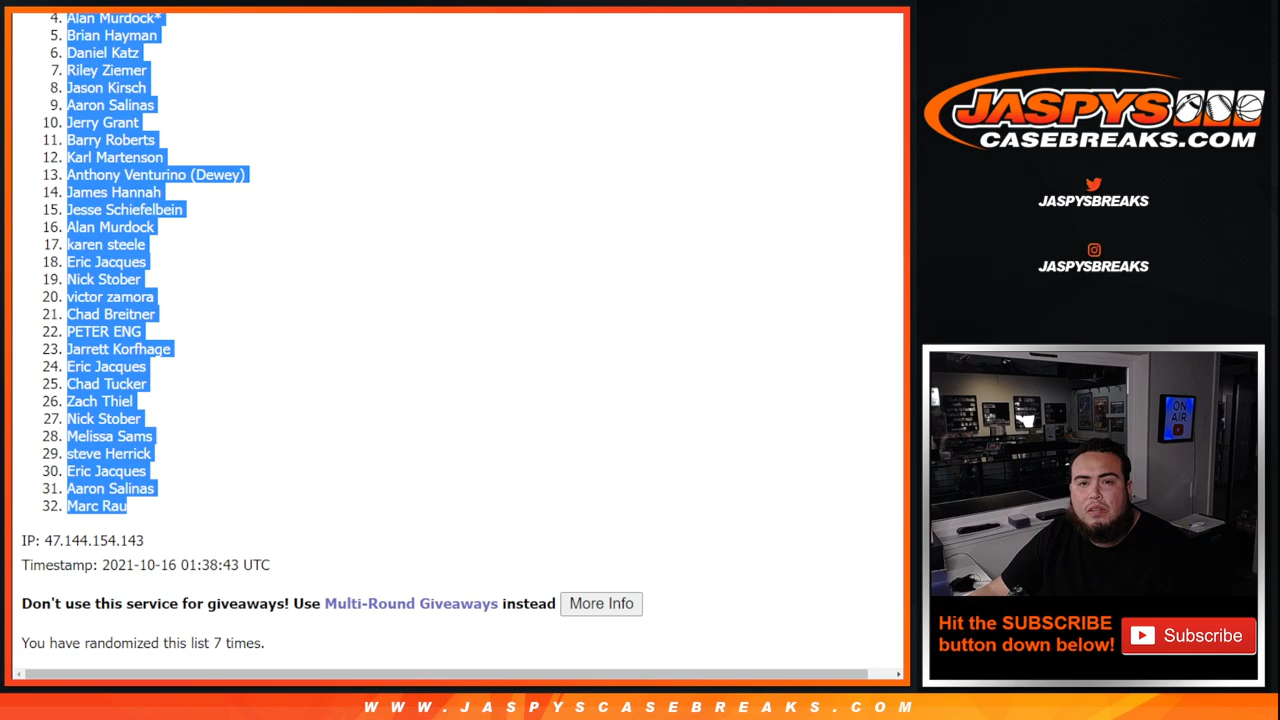 4. Alan Murdock*
5. Brian Hayman
6. Daniel Katz
7. Riley Ziemer
8. Jason Kirsch
9. Aaron Salinas
10. Jerry Grant
11. Barry Roberts
12. Karl Martenson
13. Anthony Venturino (Dewey)
14. James Hannah
15. Jesse Schiefelbein
16. Alan Murdock
17. karen steele
18. Eric Jacques
19. Nick Stober
20. victor zamora
21. Chad Breitner
22. PETER ENG
23. Jarrett Korfhage
24. Eric Jacques
25. Chad Tucker
26. Zach Thiel
27. Nick Stober
28. Melissa Sams
29. steve Herrick
30. Eric Jacques
31. Aaron Salinas
32. Marc Rau
IP: 47.144.154.143
Timestamp: 2021-10-16 01:38:43 UTC
Don't use this service for giveaways! Use Multi-Round Giveaways instead More Info
You have randomized this list 7 times.
JASPYS
CASEBREAKS.COM
JASPYSBREAKS
JASPYSBREAKS
ON
AIR
Hit the SUBSCRIBE
button down below!
Subscribe
WWW.JASPYSCASEBREAKS.COM